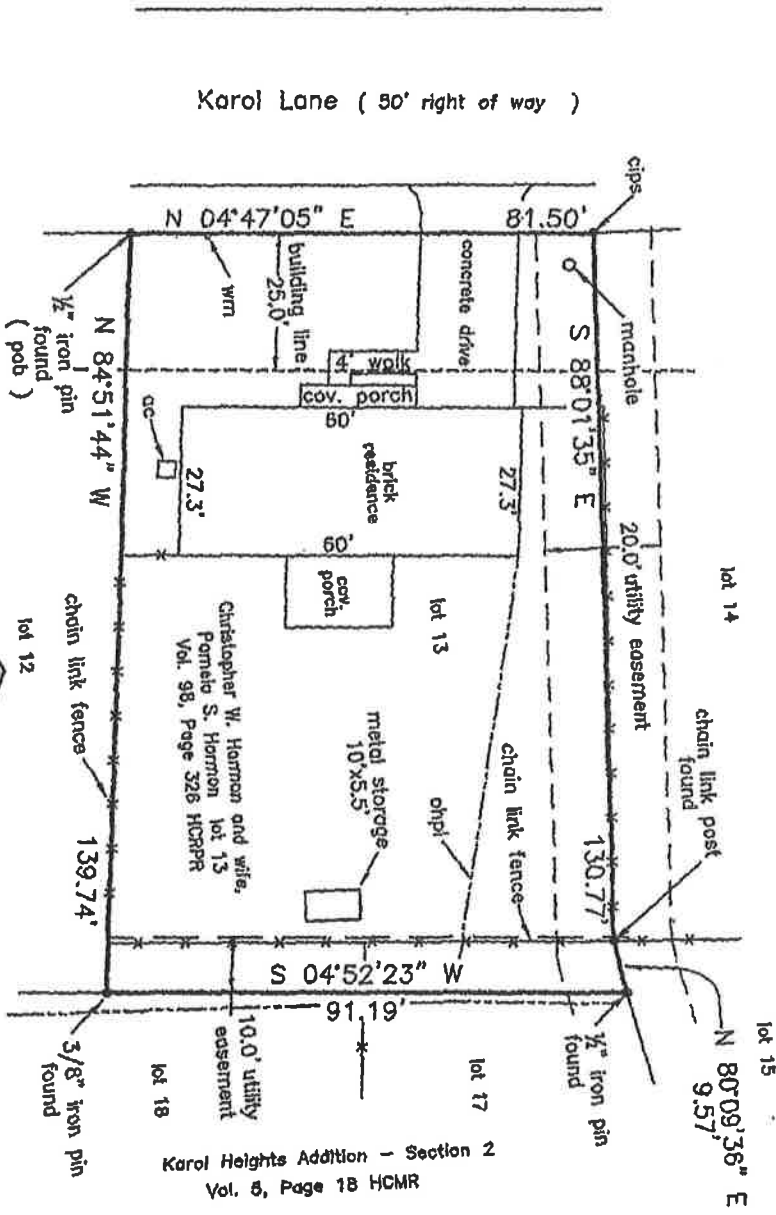 Karol Lane ( 50' right of way )
cips
N 04°47'05" E
81.50'
wm
building line
25.0'
concrete drive
manhole
½" iron pin
found
( pob )
N 84°51'44" W
S 88°01'35" E
4' walk
cov. porch
60'
ac
27.3'
brick
residence
27.3'
60'
cov.
porch
20.0' utility easement
lot 14
lot 13
chain link fence
lot 12
Christopher W. Harmon and wife,
Pamela S. Harmon lot 13
Vol. 98, Page 326 HCRPR
metal storage
10'x5.5'
ohpl
chain link fence
chain link post
found
130.77'
139.74'
S 04°52'23" W
91.19'
10.0' utility
easement
lot 15
N 80°09'36" E
9.57'
½" iron pin
found
lot 17
lot 18
3/8" iron pin
found
Karol Heights Addition - Section 2
Vol. 5, Page 18 HCMR